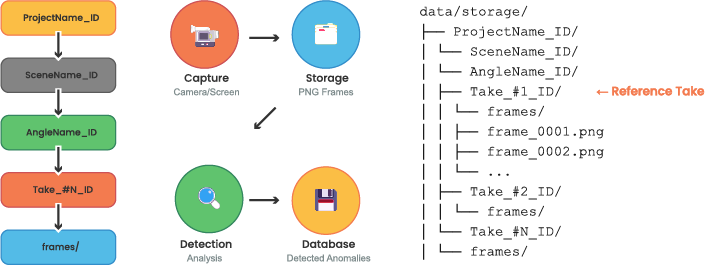 ProjectName_ID
SceneName_ID
AngleName_ID
Take_#N_ID
frames/
Capture
Camera/Screen
Storage
PNG Frames
Detection
Analysis
Database
Detected Anomalies
data/storage/
├── ProjectName_ID/
│ └── SceneName_ID/
│ └── AngleName_ID/
│ ├── Take_#1_ID/ ← Reference Take
│ │ └── frames/
│ │ ├── frame_0001.png
│ │ ├── frame_0002.png
│ │ └── ...
│ ├── Take_#2_ID/
│ │ └── frames/
│ └── Take_#N_ID/
│ └── frames/